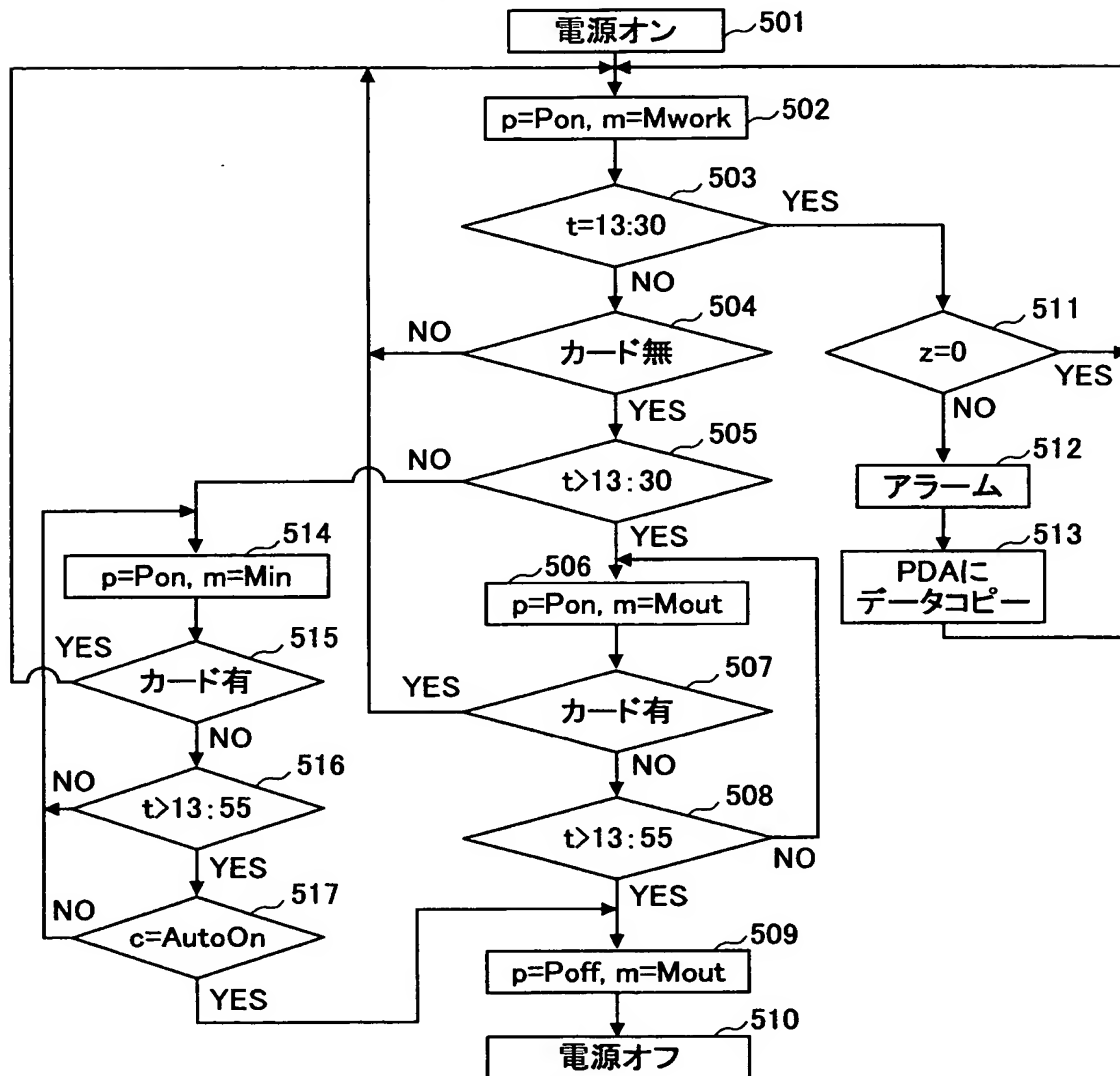 電源オン
501
p=Pon, m=Mwork
502
503
t=13:30
YES
NO
504
カード無
NO
YES
511
z=0
YES
NO
505
t>13:30
NO
YES
512
アラーム
513
PDAに
データコピー
514
p=Pon, m=Min
506
p=Pon, m=Mout
515
カード有
YES
NO
507
カード有
YES
NO
516
t>13:55
NO
YES
508
t>13:55
NO
YES
517
c=AutoOn
NO
YES
509
p=Poff, m=Mout
510
電源オフ